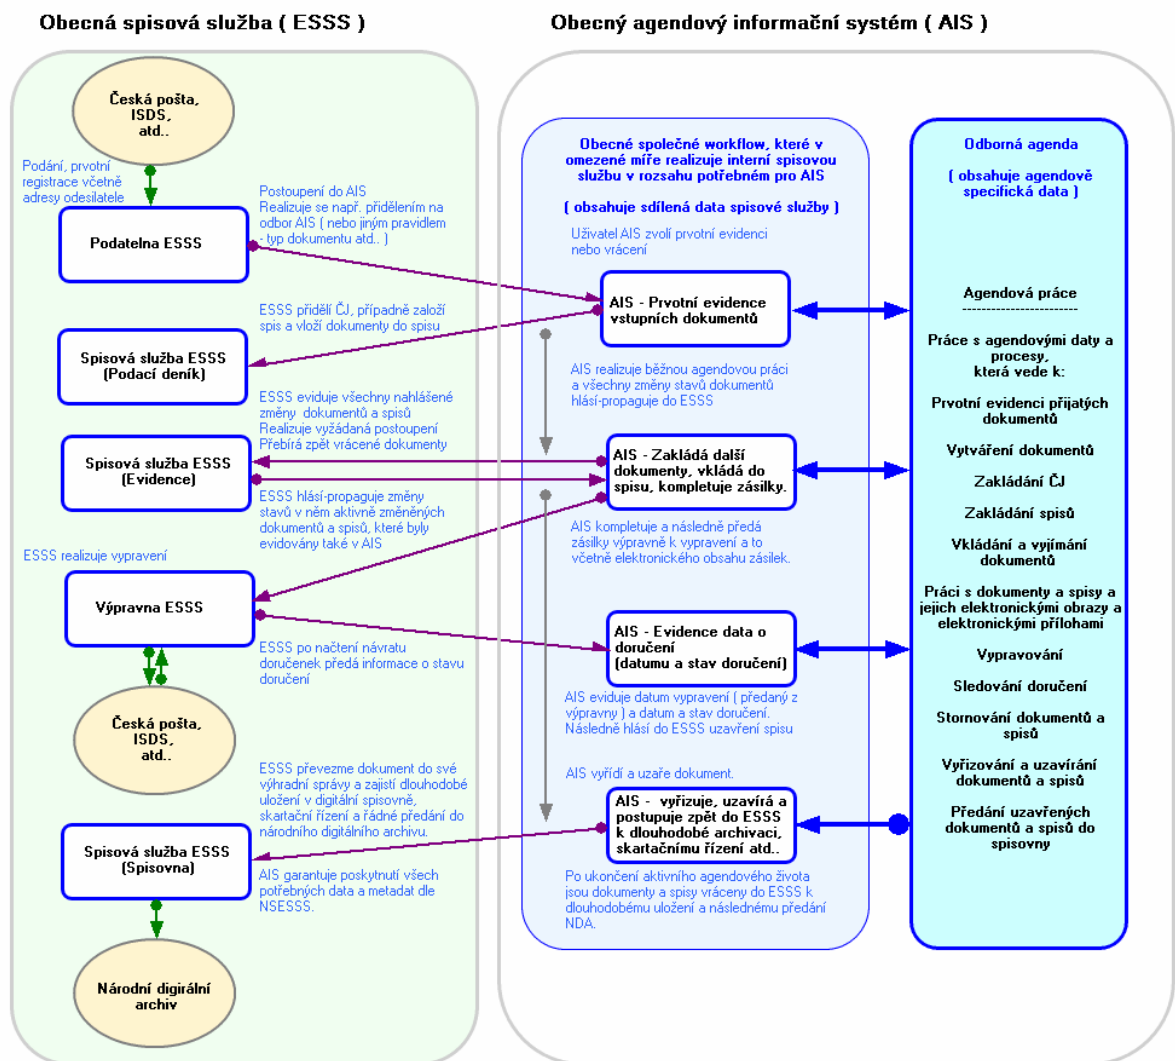 Obecná spisová služba ( ESSS )
Obecný agendový informační systém ( AIS )
Česká pošta,
ISDS,
atd..
Podání, prvotní
registrace včetně
adresy odesilatele
Podatelna ESSS
Postoupení do AIS
Realizuje se např. přidělením na
odbor AIS ( nebo jiným pravidlem
- typ dokumentu atd.. )
ESSS přidělí ČJ, případně založí
spis a vloží dokumenty do spisu
Spisová služba ESSS
(Podací deník)
ESSS eviduje všechny nahlášené
změny  dokumentů a spisů
Realizuje vyžádaná postoupení
Přebírá zpět vrácené dokumenty
Spisová služba ESSS
(Evidence)
ESSS hlásí-propaguje změny
stavů v něm aktivně změněných
dokumentů a spisů, které byly
evidovány také v AIS
ESSS realizuje vypravení
Výpravna ESSS
ESSS po načtení návratu
doručenek předá informace o stavu
doručení
Česká pošta,
ISDS,
atd..
ESSS převezme dokument do své
výhradní správy a zajistí dlouhodobé
uložení v digitální spisovně,
skartační řízení a řádné předání do
národního digitálního archivu.
Spisová služba ESSS
(Spisovna)
AIS garantuje poskytnutí všech
potřebných data a metadat dle
NSESSS.
Národní digirální
archiv
Obecné společné workflow, které v
omezené míře realizuje interní spisovou
službu v rozsahu potřebném pro AIS
( obsahuje sdílená data spisové služby )
Uživatel AIS zvolí prvotní evidenci
nebo vrácení
AIS - Prvotní evidence
vstupních dokumentů
AIS realizuje běžnou agendovou práci
a všechny změny stavů dokumentů
hlásí-propaguje do ESSS
AIS - Zakládá další
dokumenty, vkládá do
spisu, kompletuje zásilky.
AIS kompletuje a následně předá
zásilky výpravně k vypravení a to
včetně elektronického obsahu zásilek.
AIS - Evidence data o
doručení
(datumu a stav doručení)
AIS eviduje datum vypravení ( předaný z
výpravny ) a datum a stav doručení.
Následně hlásí do ESSS uzavření spisu
AIS vyřídí a uzaře dokument.
AIS -  vyřizuje, uzavírá a
postupuje zpět do ESSS
k dlouhodobé archivaci,
skartačnímu řízení atd..
Po ukončení aktivního agendového života
jsou dokumenty a spisy vráceny do ESSS k
dlouhodobému uložení a následnému předání
NDA.
Odborná agenda
( obsahuje agendově
specifická data )
Agendová práce
------------------------
Práce s agendovými daty a
procesy,
která vede k:
Prvotní evidenci přijatých
dokumentů
Vytváření dokumentů
Zakládání ČJ
Zakládání spisů
Vkládání a vyjímání
dokumentů
Práci s dokumenty a spisy a
jejich elektronickými obrazy a
elektronickými přílohami
Vypravování
Sledování doručení
Stornování dokumentů a
spisů
Vyřizování a uzavírání
dokumentů a spisů
Předání uzavřených
dokumentů a spisů do
spisovny